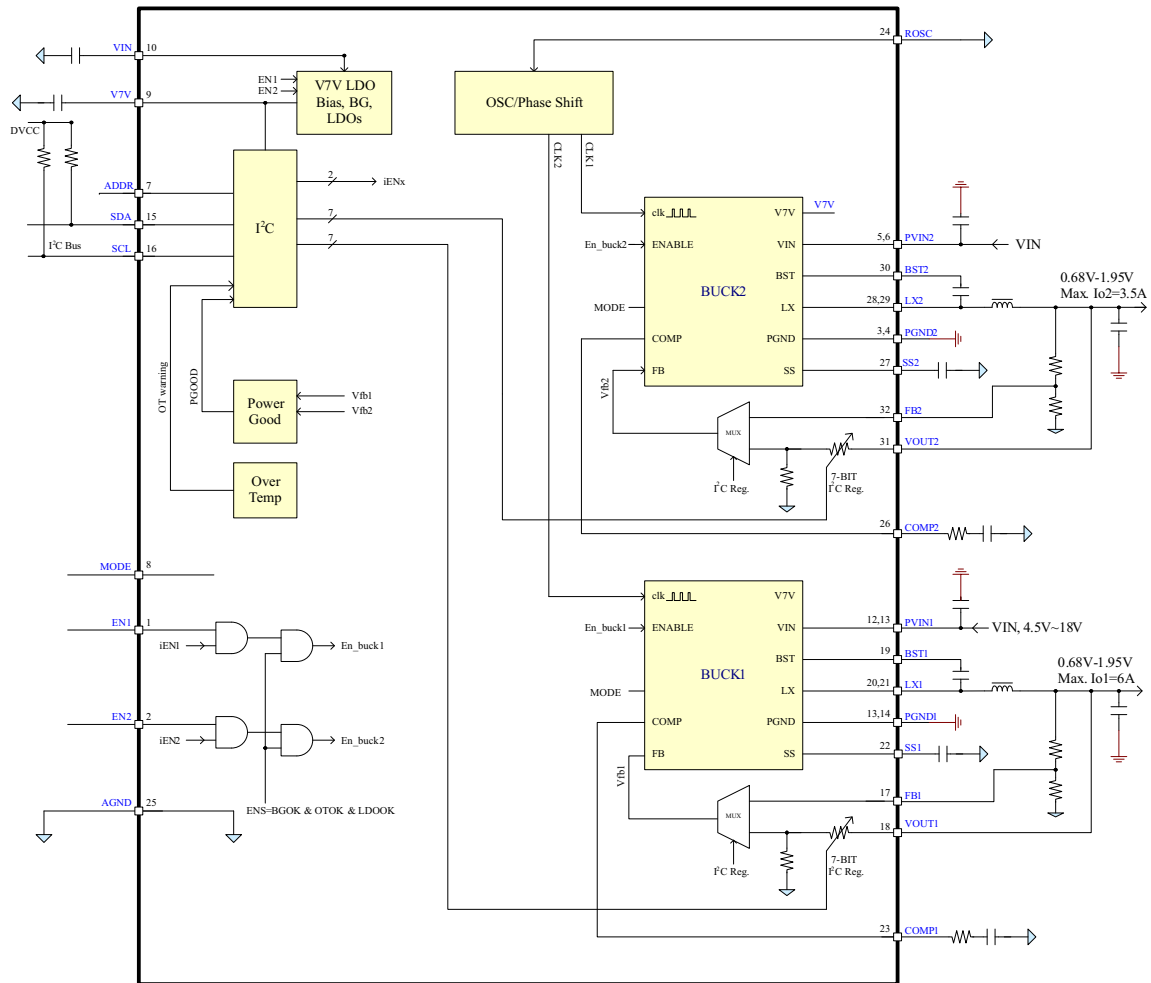 24 ROSC
VIN 10
V7V 9
EN1
EN2
V7V LDO
Bias, BG,
LDOs
OSC/Phase Shift
DVCC
CLK2
CLK1
ADDR 7
SDA 15
I²C Bus
SCL 16
I²C
2
iENx
7
7
OT warning
PGOOD
Power
Good
Vfb1
Vfb2
Over
Temp
clk
En_buck2
ENABLE
MODE
COMP
FB
BUCK2
V7V
VIN
BST
LX
PGND
SS
V7V
5,6 PVIN2
VIN
30 BST2
28,29 LX2
0.68V-1.95V
Max. Io2=3.5A
3,4 PGND2
27 SS2
Vfb2
MUX
I²C Reg.
32 FB2
31 VOUT2
7-BIT
I²C Reg.
26 COMP2
MODE 8
EN1 1
iEN1
En_buck1
EN2 2
iEN2
En_buck2
ENS=BGOK & OTOK & LDOOK
AGND 25
clk
En_buck1
ENABLE
MODE
COMP
FB
BUCK1
V7V
VIN
BST
LX
PGND
SS
12,13 PVIN1
VIN, 4.5V~18V
19 BST1
20,21 LX1
0.68V-1.95V
Max. Io1=6A
13,14 PGND1
22 SS1
Vfb1
MUX
I²C Reg.
17 FB1
18 VOUT1
7-BIT
I²C Reg.
23 COMP1